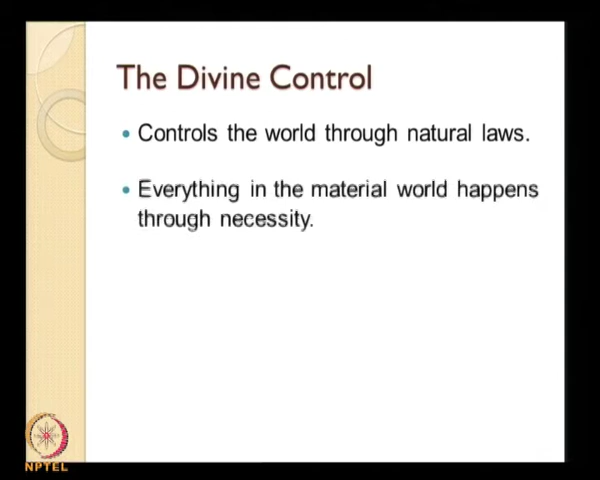 The Divine Control
• Controls the world through natural laws.
• Everything in the material world happens
through necessity.
NPTEL